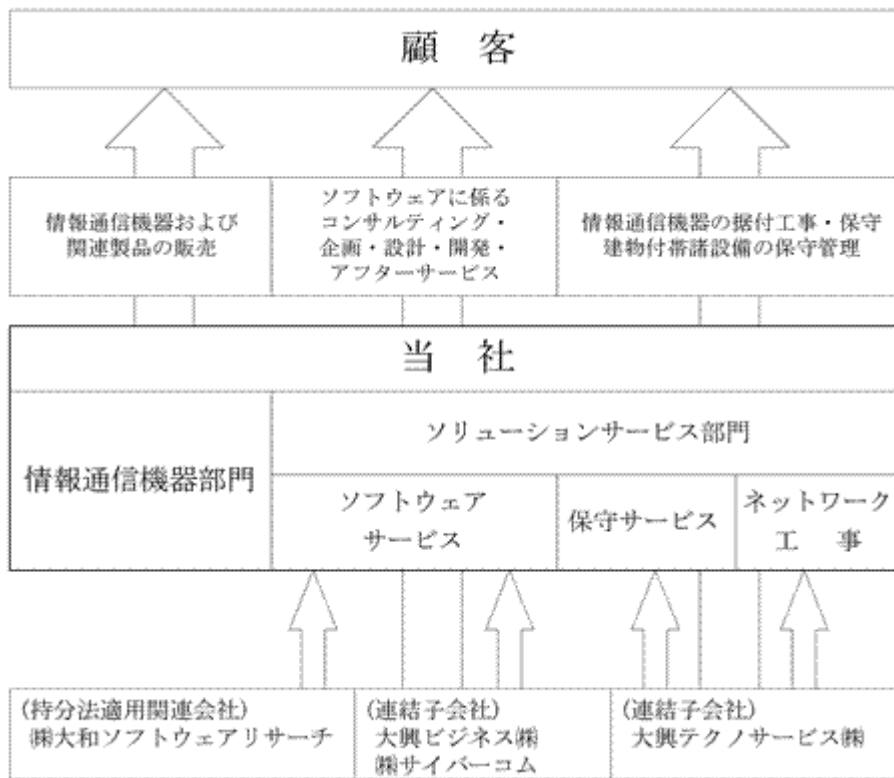 顧 客
情報通信機器および
関連製品の販売
ソフトウェアに係る
コンサルティング・
企画・設計・開発・
アフターサービス
情報通信機器の据付工事・保守
建物付帯諸設備の保守管理
当 社
情報通信機器部門
ソリューションサービス部門
ソフトウェア
サービス
保守サービス
ネットワーク
工 事
(持分法適用関連会社)
㈱大和ソフトウェアリサーチ
(連結子会社)
大興ビジネス㈱
㈱サイバーコム
(連結子会社)
大興テクノサービス㈱